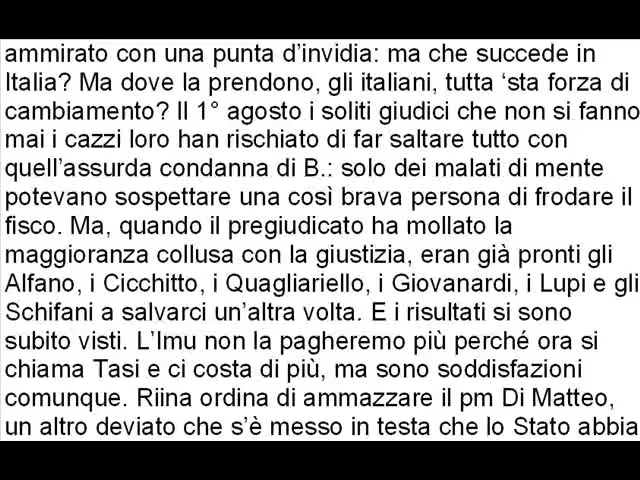 ammirato con una punta d’invidia: ma che succede in
Italia? Ma dove la prendono, gli italiani, tutta ‘sta forza di
cambiamento? Il 1° agosto i soliti giudici che non si fanno
mai i cazzi loro han rischiato di far saltare tutto con
quell’assurda condanna di B.: solo dei malati di mente
potevano sospettare una così brava persona di frodare il
fisco. Ma, quando il pregiudicato ha mollato la
maggioranza collusa con la giustizia, eran già pronti gli
Alfano, i Cicchitto, i Quagliariello, i Giovanardi, i Lupi e gli
Schifani a salvarci un’altra volta. E i risultati si sono
subito visti. L’Imu non la pagheremo più perché ora si
chiama Tasi e ci costa di più, ma sono soddisfazioni
comunque. Riina ordina di ammazzare il pm Di Matteo,
un altro deviato che s’è messo in testa che lo Stato abbia